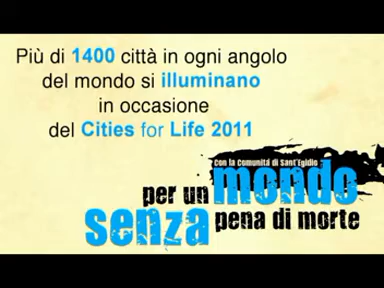 Più di 1400 città in ogni angolo
del mondo si illuminano
in occasione
del Cities for Life 2011
Con la Comunità di Sant'Egidio
per un mondo
senza pena di morte